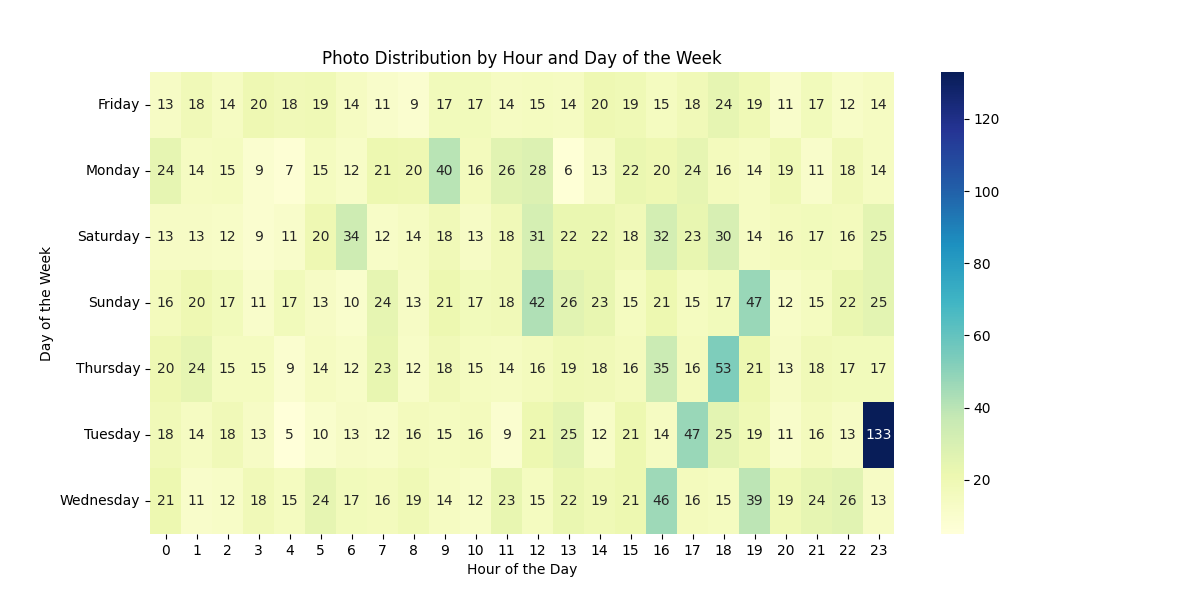 Photo Distribution by Hour and Day of the Week
Friday 13 18 14 20 18 19 14 11 9 17 17 14 15 14 20 19 15 18 24 19 11 17 12 14
Monday 24 14 15 9 7 15 12 21 20 40 16 26 28 6 13 22 20 24 16 14 19 11 18 14
Saturday 13 13 12 9 11 20 34 12 14 18 13 18 31 22 22 18 32 23 30 14 16 17 16 25
Sunday 16 20 17 11 17 13 10 24 13 21 17 18 42 26 23 15 21 15 17 47 12 15 22 25
Thursday 20 24 15 15 9 14 12 23 12 18 15 14 16 19 18 16 35 16 53 21 13 18 17 17
Tuesday 18 14 18 13 5 10 13 12 16 15 16 9 21 25 12 21 14 47 25 19 11 16 13 133
Wednesday 21 11 12 18 15 24 17 16 19 14 12 23 15 22 19 21 46 16 15 39 19 24 26 13
0 1 2 3 4 5 6 7 8 9 10 11 12 13 14 15 16 17 18 19 20 21 22 23
Hour of the Day
Day of the Week
120
100
80
60
40
20